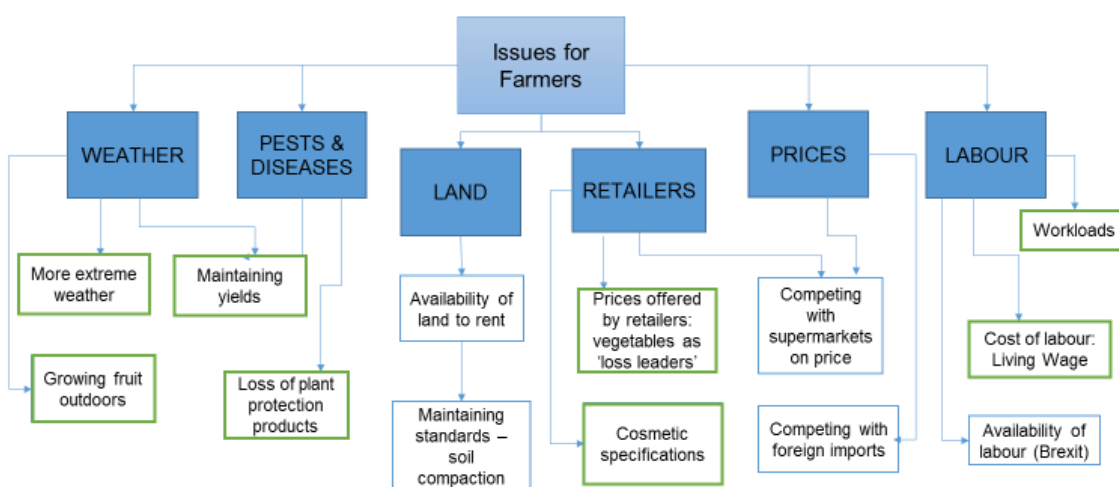 Issues for
Farmers
WEATHER
PESTS &
DISEASES
LAND
RETAILERS
PRICES
LABOUR
More extreme
weather
Maintaining
yields
Growing fruit
outdoors
Loss of plant
protection
products
Availability of
land to rent
Maintaining
standards –
soil
compaction
Prices offered
by retailers:
vegetables as
‘loss leaders’
Cosmetic
specifications
Competing
with
supermarkets
on price
Competing with
foreign imports
Workloads
Cost of labour:
Living Wage
Availability of
labour (Brexit)